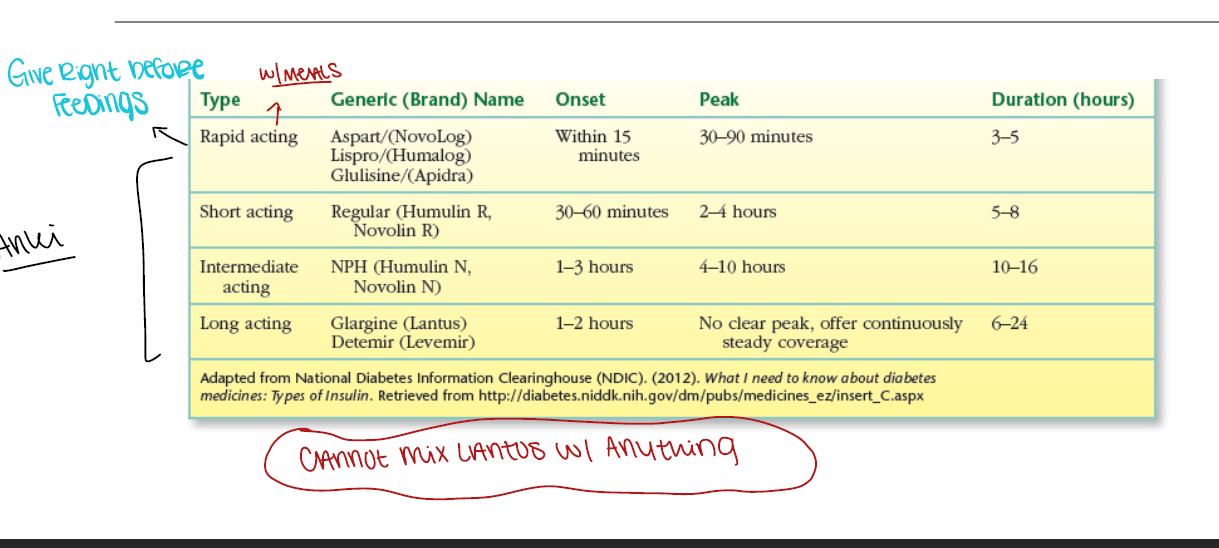 Give Right before
Feedings
w/meals
Type Generic (Brand) Name Onset Peak Duration (hours)
Rapid acting Aspart/(NovoLog) Within 15 30–90 minutes 3–5
Lispro/(Humalog) minutes
Glulisine/(Apidra)
Short acting Regular (Humulin R, 30–60 minutes 2–4 hours 5–8
Novolin R)
Anki
Intermediate NPH (Humulin N, 1–3 hours 4–10 hours 10–16
acting Novolin N)
Long acting Glargine (Lantus) 1–2 hours No clear peak, offer continuously 6–24
Detemir (Levemir) steady coverage
Adapted from National Diabetes Information Clearinghouse (NDIC). (2012). What I need to know about diabetes
medicines: Types of Insulin. Retrieved from http://diabetes.niddk.nih.gov/dm/pubs/medicines_ez/insert_C.aspx
CANNOT mix LANTUS w/ Anything